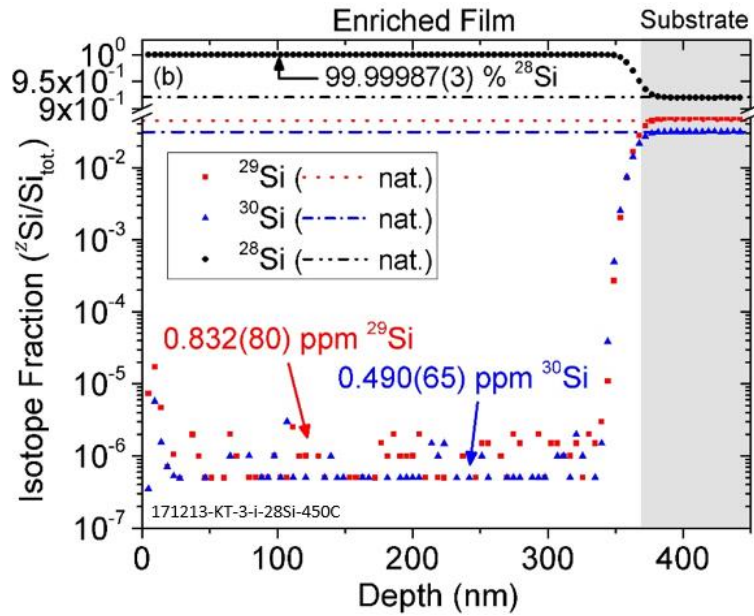 Enriched Film
Substrate
10⁰
9.5x10⁻¹
9x10⁻¹
10⁻²
10⁻³
10⁻⁴
10⁻⁵
10⁻⁶
10⁻⁷
Isotope Fraction (ᶻSi/Siₜₒₜ.)
(b)
99.99987(3) % ²⁸Si
²⁹Si ( nat.)
³⁰Si ( nat.)
²⁸Si ( nat.)
0.832(80) ppm ²⁹Si
0.490(65) ppm ³⁰Si
171213-KT-3-i-28Si-450C
0 100 200 300 400
Depth (nm)